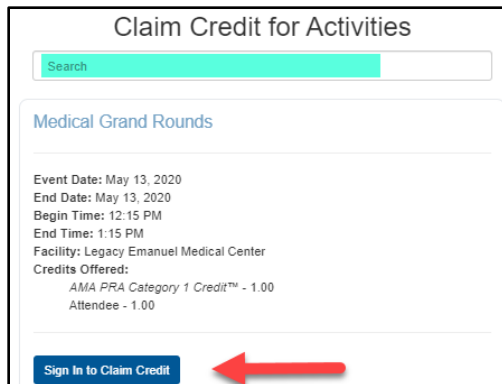 Claim Credit for Activities
Search
Medical Grand Rounds
Event Date: May 13, 2020
End Date: May 13, 2020
Begin Time: 12:15 PM
End Time: 1:15 PM
Facility: Legacy Emanuel Medical Center
Credits Offered:
AMA PRA Category 1 Credit™ - 1.00
Attendee - 1.00
Sign In to Claim Credit